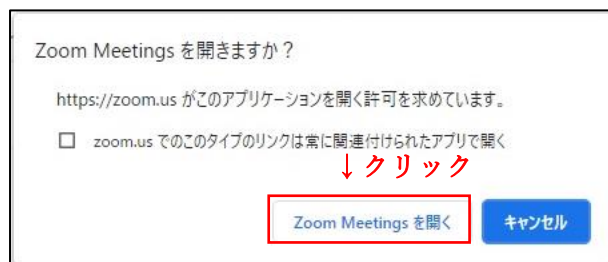 Zoom Meetings を開きますか？
https://zoom.us がこのアプリケーションを開く許可を求めています。
zoom.us でのこのタイプのリンクは常に関連付けられたアプリで開く
↓クリック
Zoom Meetings を開く
キャンセル